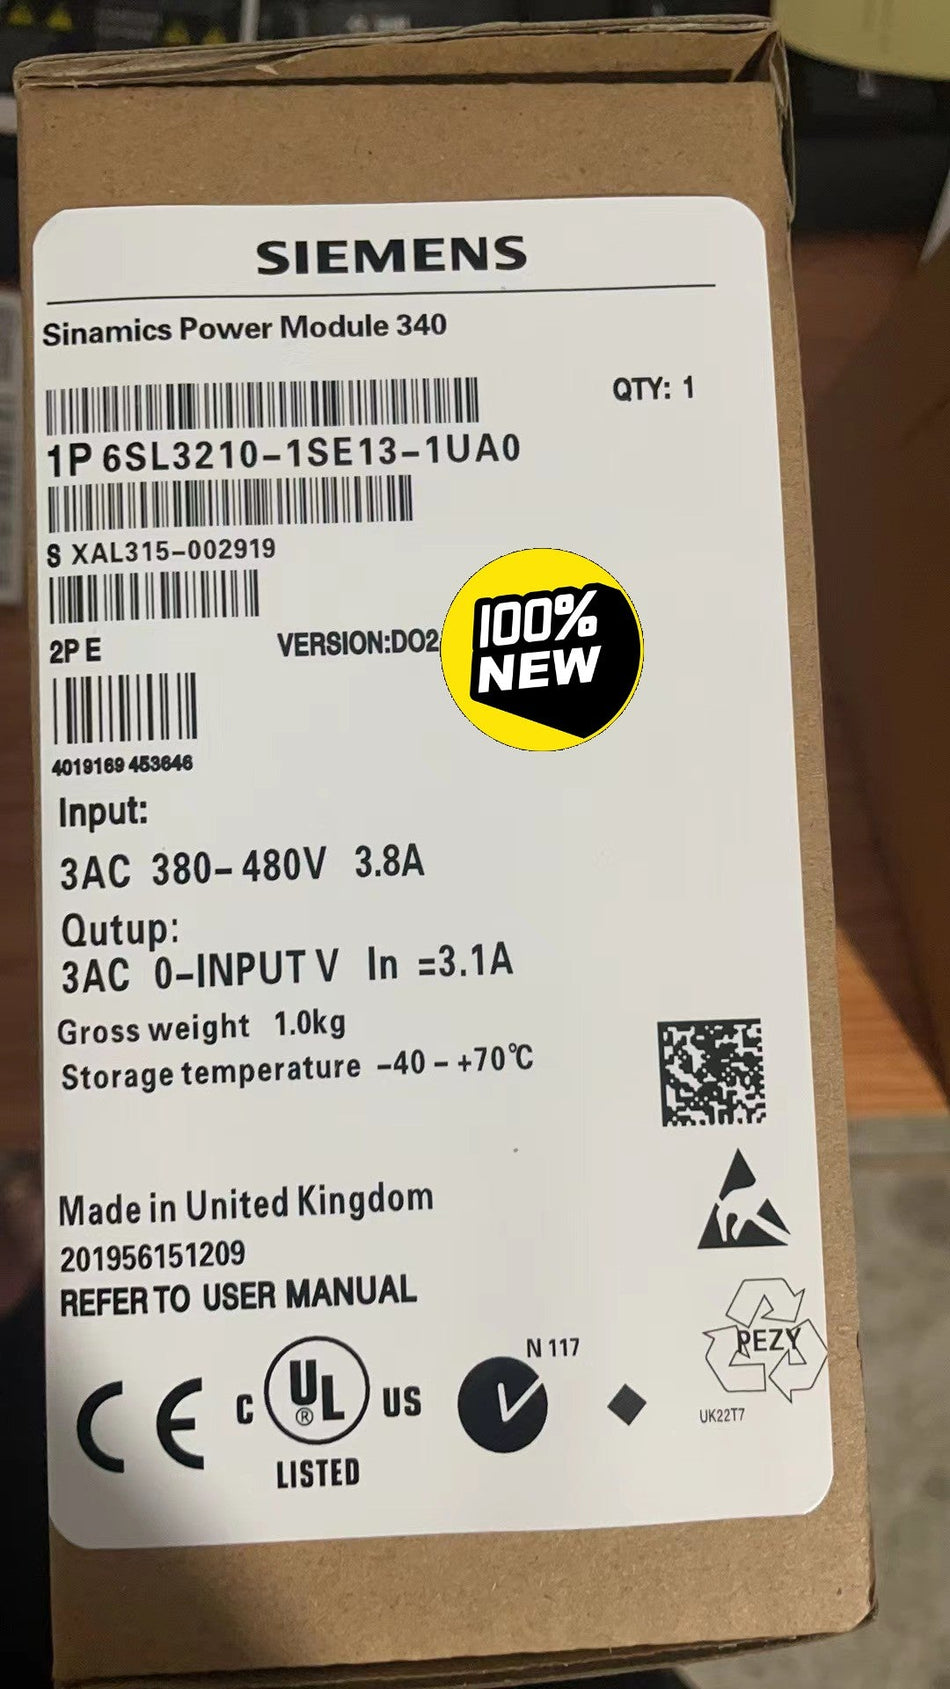 SIEMENS
Sinamics Power Module 340
QTY: 1
1P 6SL3210-1SE13-1UA0
S XAL315-002919
2P E VERSION:DO2
100%
NEW
4019169 453646
Input:
3AC 380-480V 3.8A
Qutup:
3AC 0-INPUT V In =3.1A
Gross weight 1.0kg
Storage temperature -40 - +70℃
Made in United Kingdom
201956151209
REFER TO USER MANUAL
CE
C UL ® US
LISTED
N 117
PEZY
UK22T7